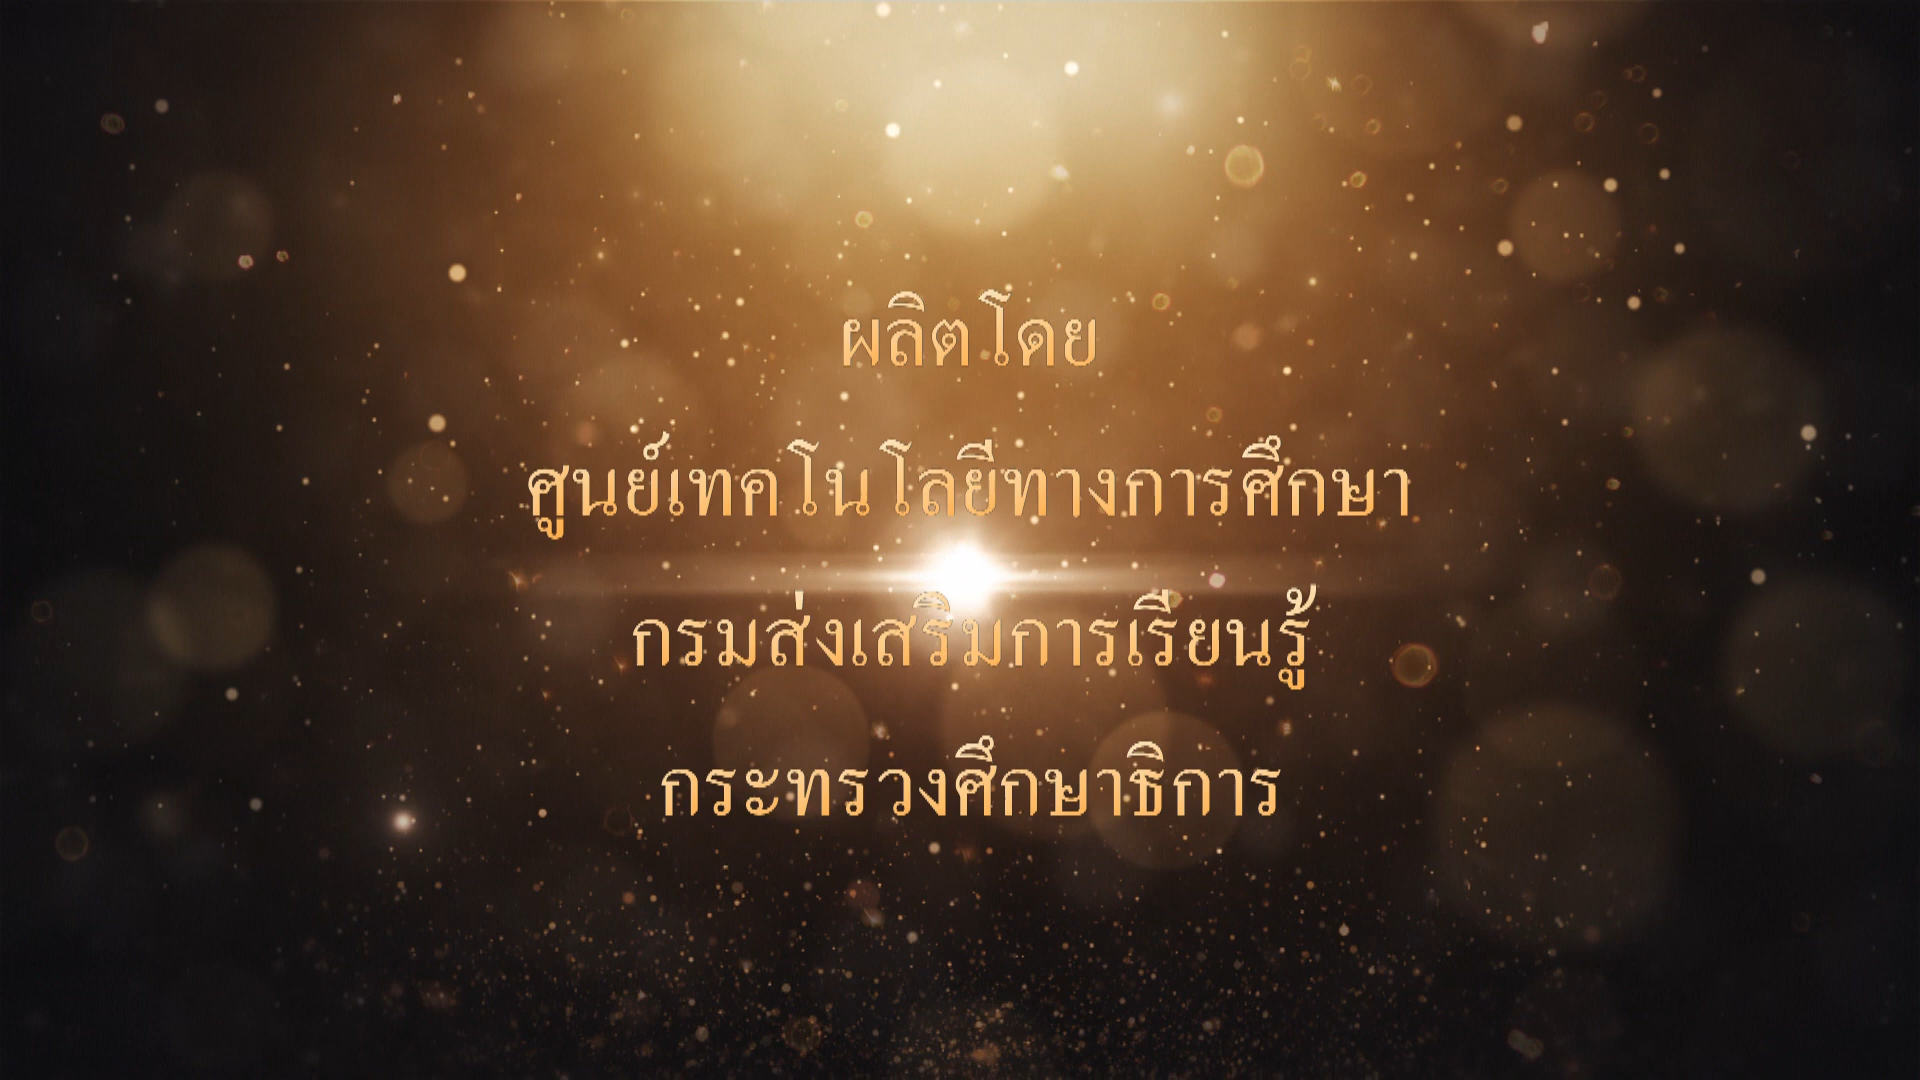 ผลิตโดย
ศูนย์เทคโนโลยีทางการศึกษา
กรมส่งเสริมการเรียนรู้
กระทรวงศึกษาธิการ